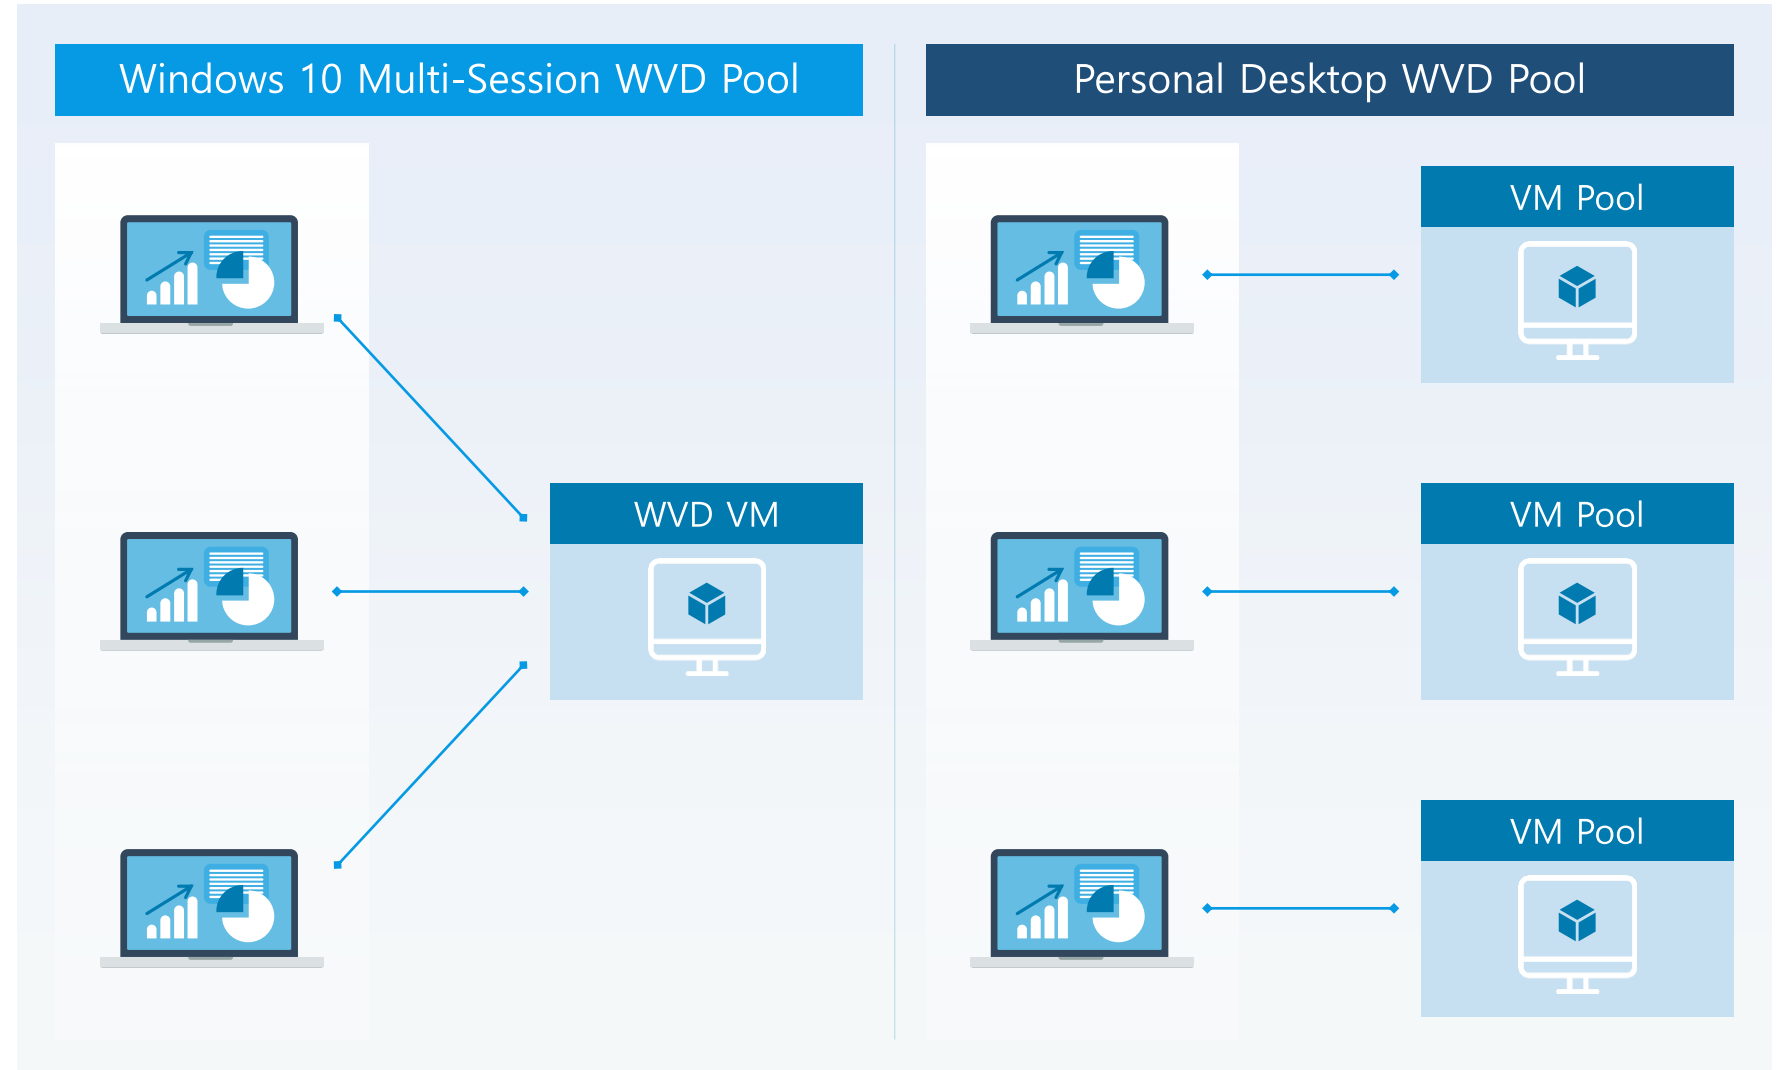 Windows 10 Multi-Session WVD Pool
WVD VM
Personal Desktop WVD Pool
VM Pool
VM Pool
VM Pool